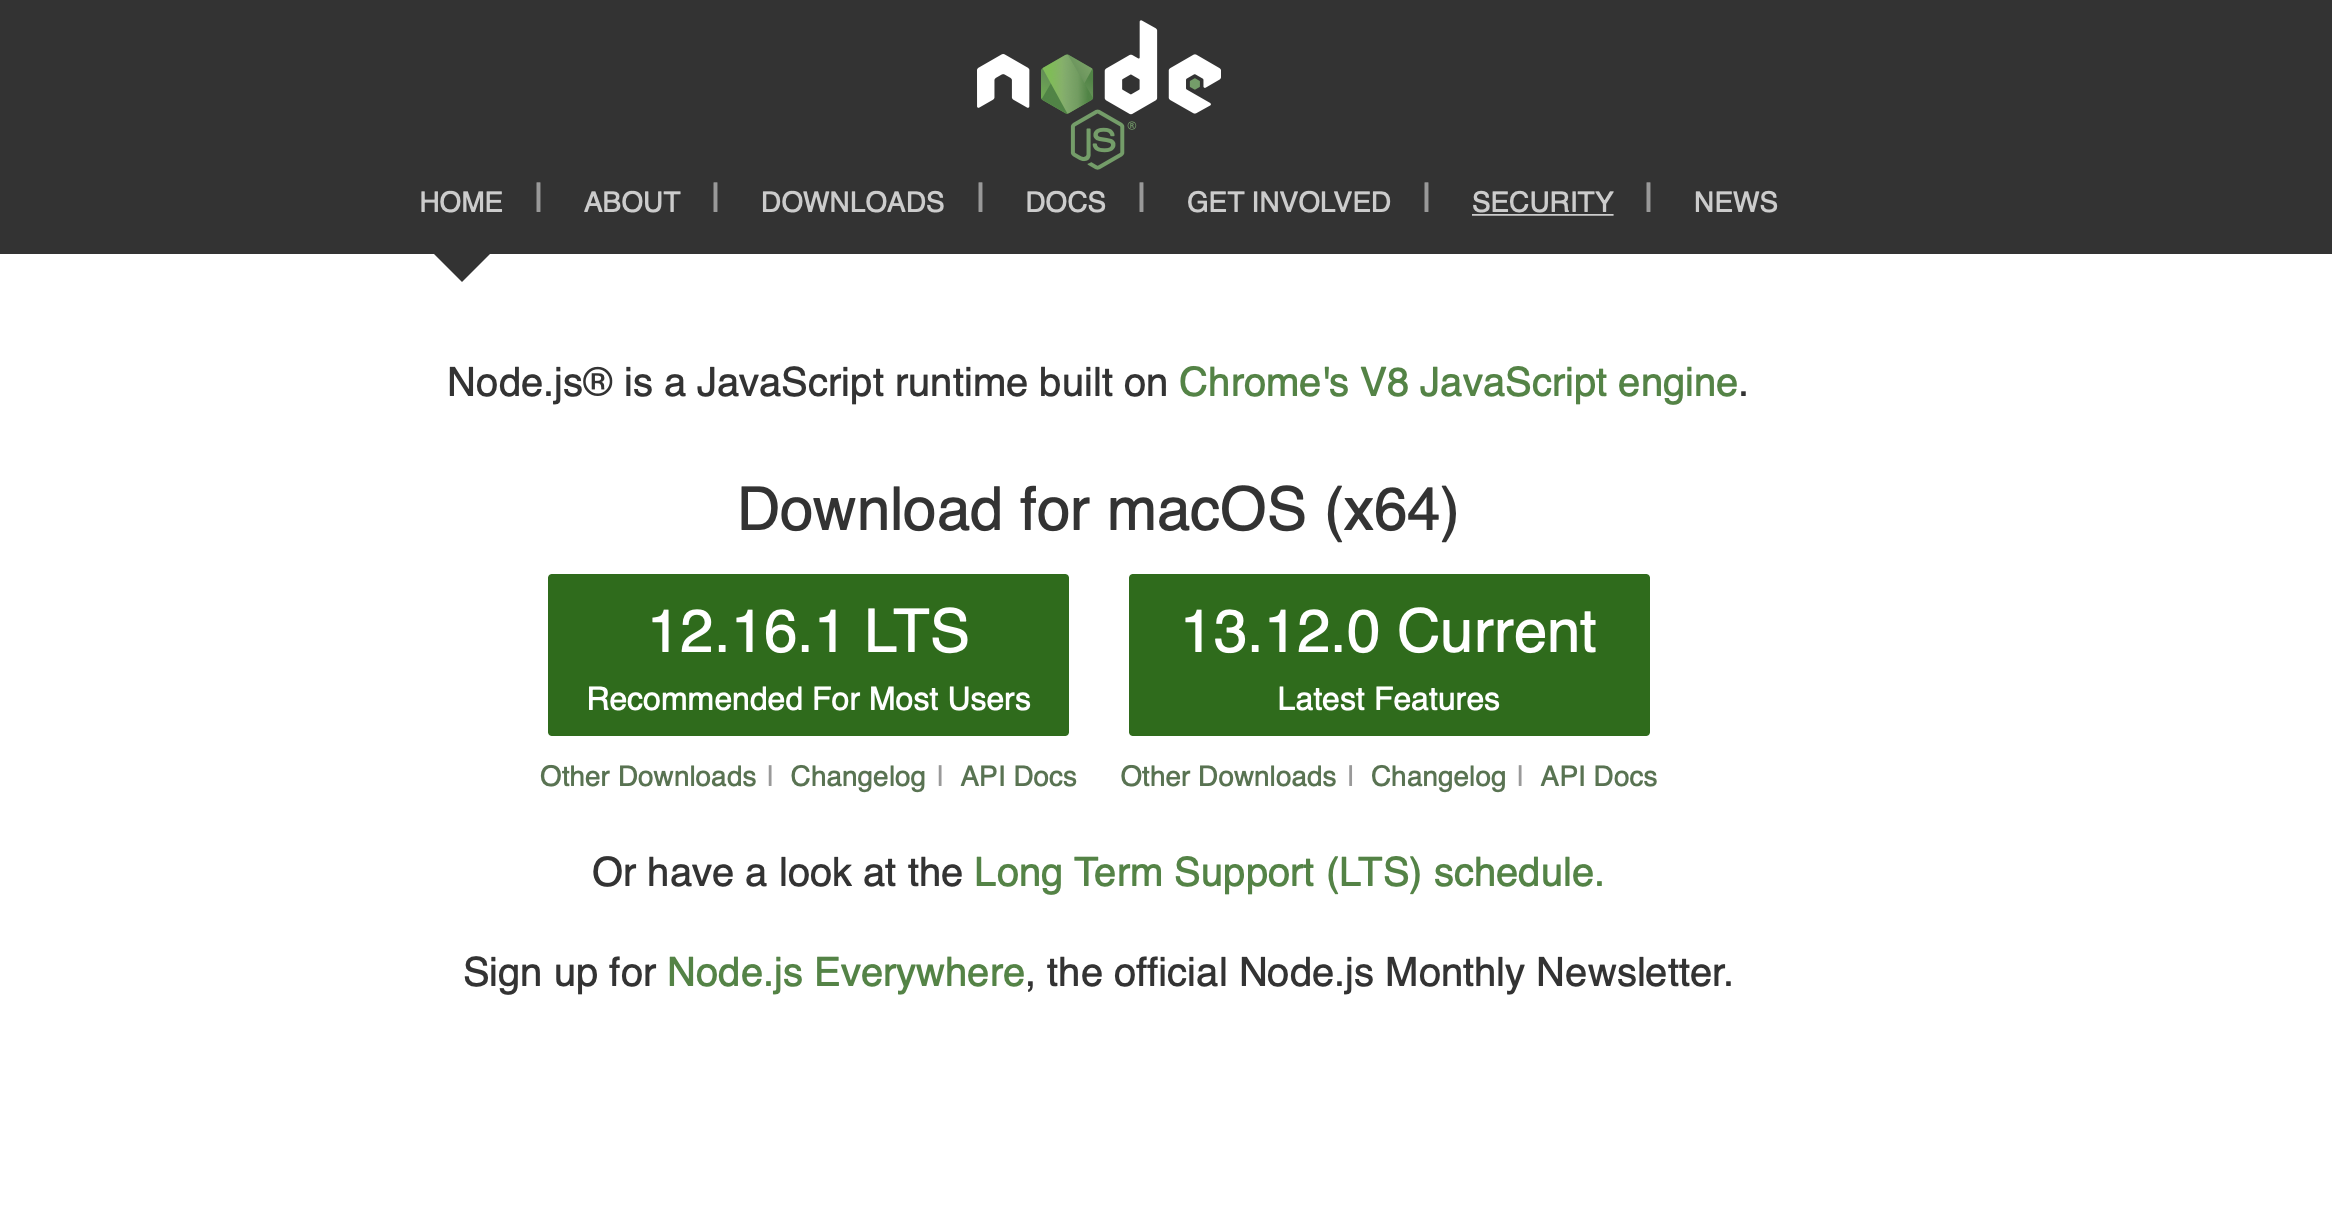 node
JS®
HOME | ABOUT | DOWNLOADS | DOCS | GET INVOLVED | SECURITY | NEWS
Node.js® is a JavaScript runtime built on Chrome's V8 JavaScript engine.
Download for macOS (x64)
12.16.1 LTS
Recommended For Most Users
13.12.0 Current
Latest Features
Other Downloads | Changelog | API Docs
Other Downloads | Changelog | API Docs
Or have a look at the Long Term Support (LTS) schedule.
Sign up for Node.js Everywhere, the official Node.js Monthly Newsletter.